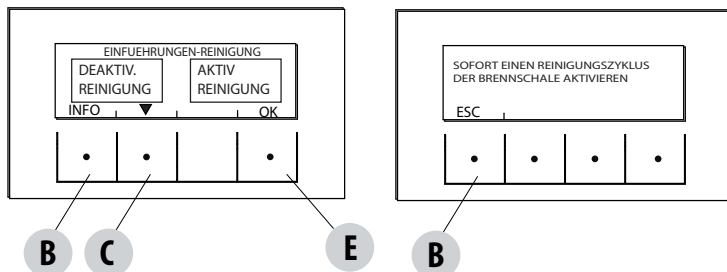 EINFUEHRUNGEN-REINIGUNG
DEAKTIV.
REINIGUNG
AKTIV
REINIGUNG
INFO
OK
B
C
E
SOFORT EINEN REINIGUNGSZYKLUS
DER BRENNSCHALE AKTIVIEREN
ESC
B